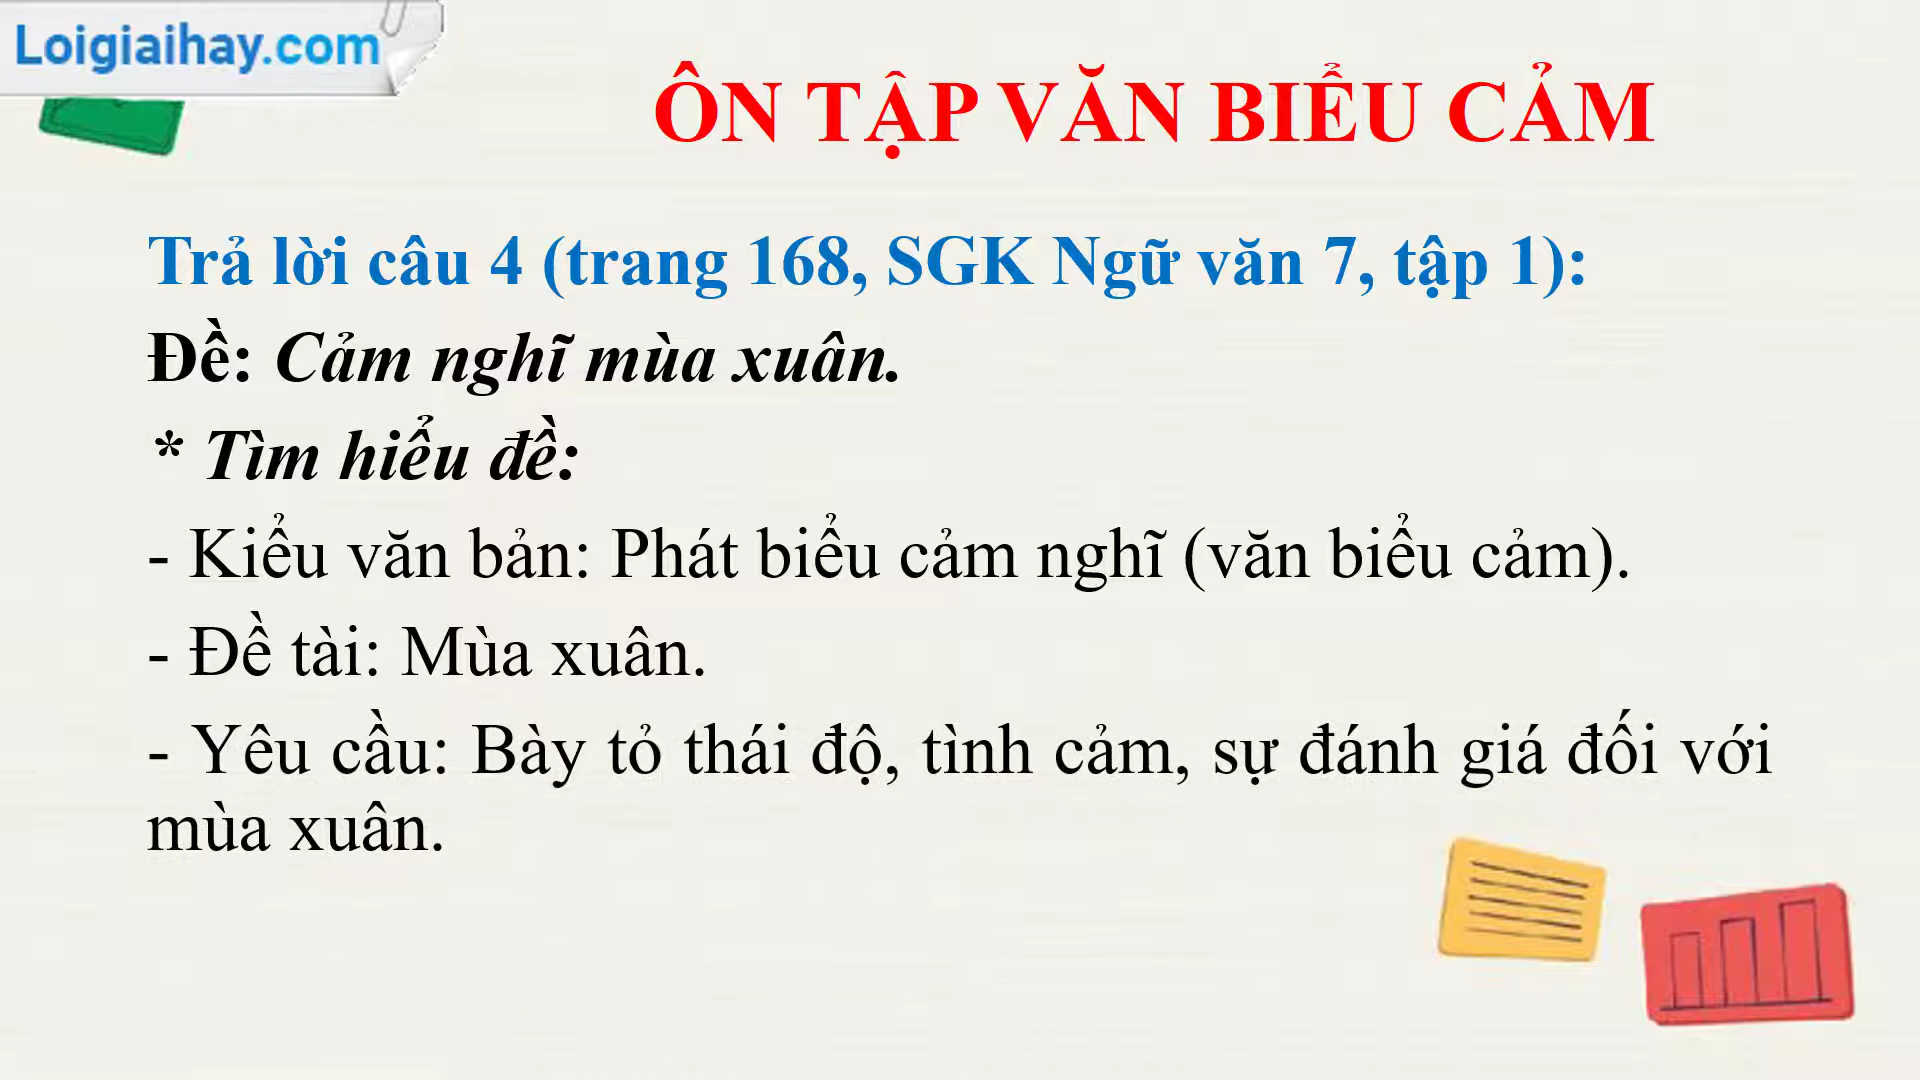 Loigiaihay.com
ÔN TẬP VĂN BIỂU CẢM
Trả lời câu 4 (trang 168, SGK Ngữ văn 7, tập 1):
Đề: Cảm nghĩ mùa xuân.
* Tìm hiểu đề:
- Kiểu văn bản: Phát biểu cảm nghĩ (văn biểu cảm).
- Đề tài: Mùa xuân.
- Yêu cầu: Bày tỏ thái độ, tình cảm, sự đánh giá đối với
mùa xuân.